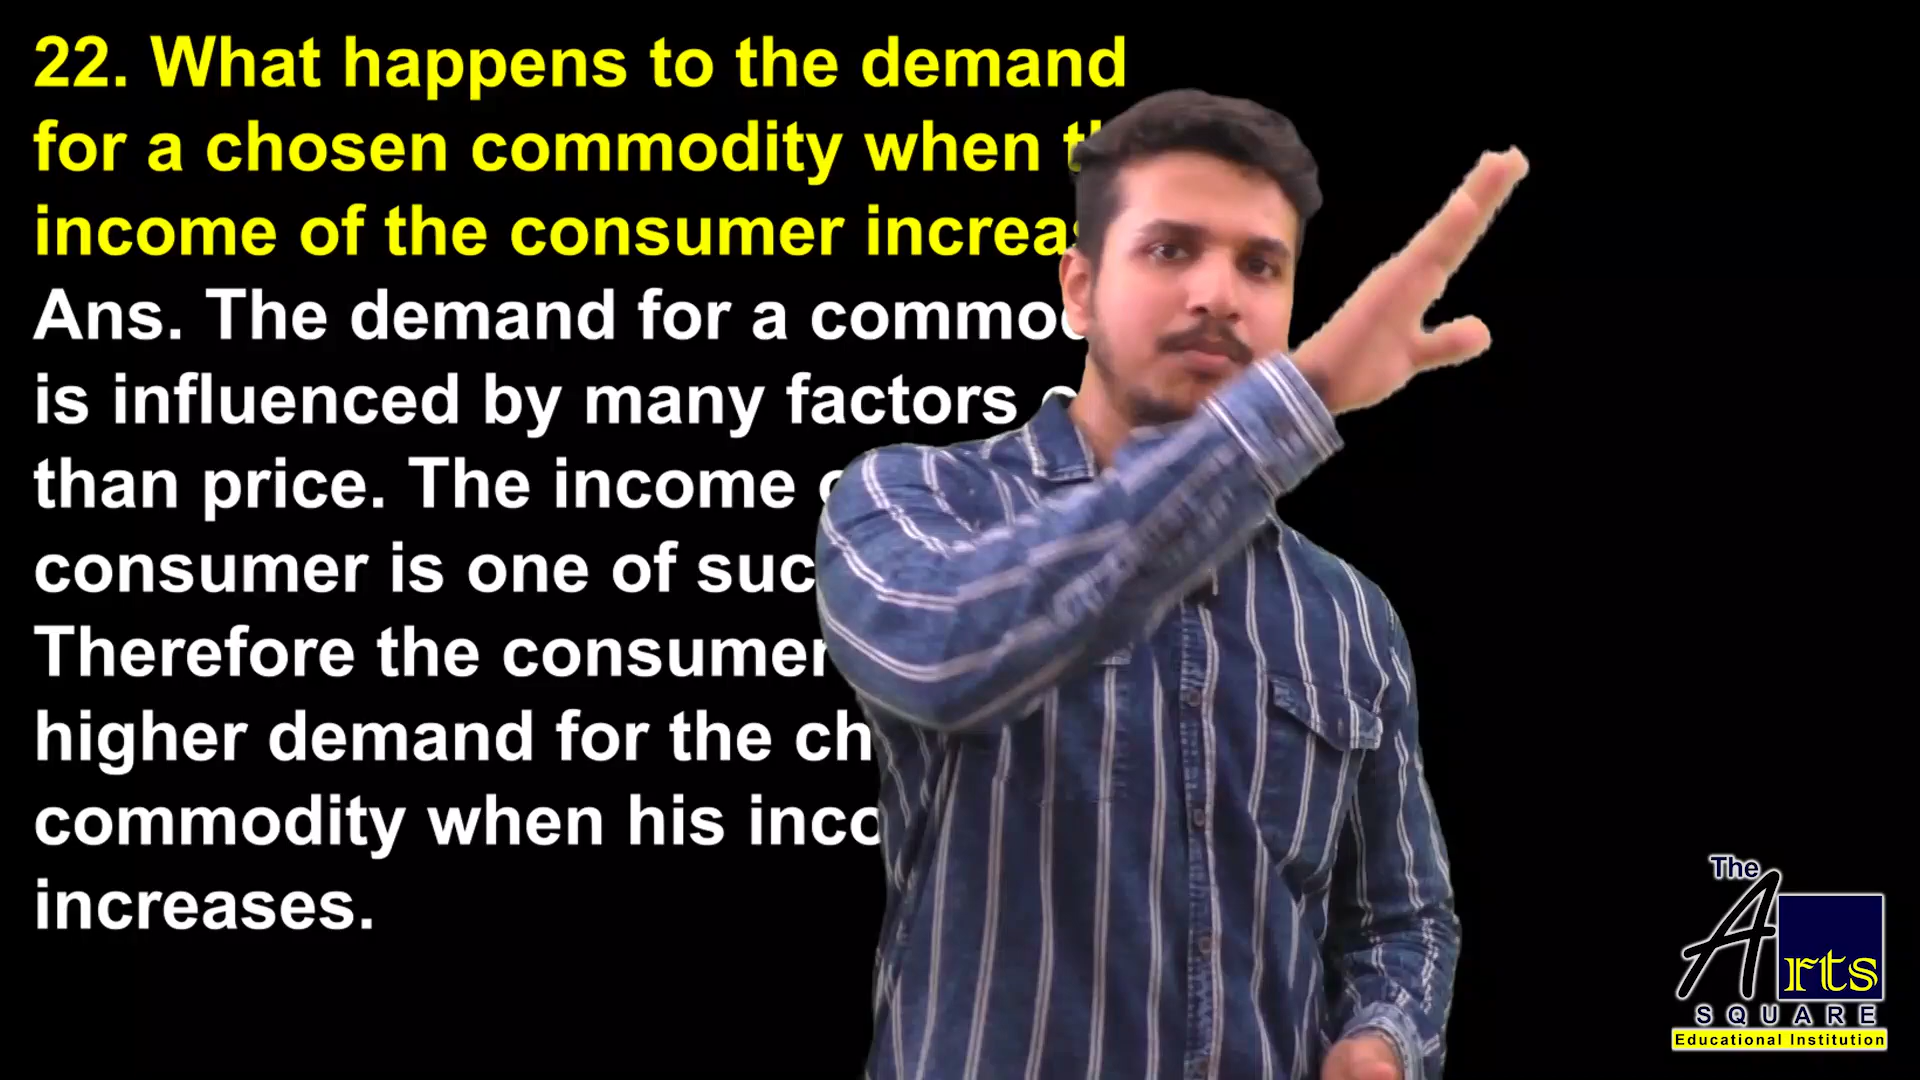 22. What happens to the demand
for a chosen commodity when
income of the consumer
Ans. The demand for a
is influenced by many factors
than price. The income
consumer is one of
Therefore the consumer
higher demand for the
commodity when his
increases.
The
Arts
SQUARE
Educational Institution